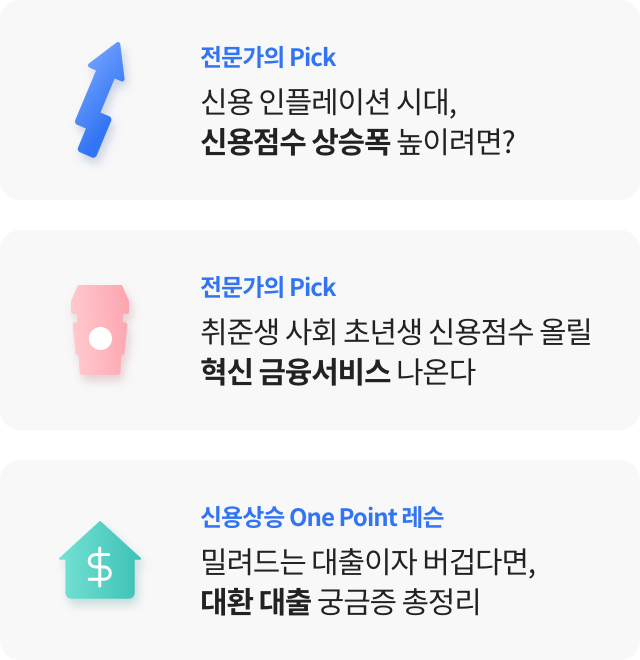 전문가의 Pick
신용 인플레이션 시대,
신용점수 상승폭 높이려면?
전문가의 Pick
취준생 사회 초년생 신용점수 올릴
혁신 금융서비스 나온다
$
신용상승 One Point 레슨
밀려드는 대출이자 버겁다면,
대환 대출 궁금증 총정리